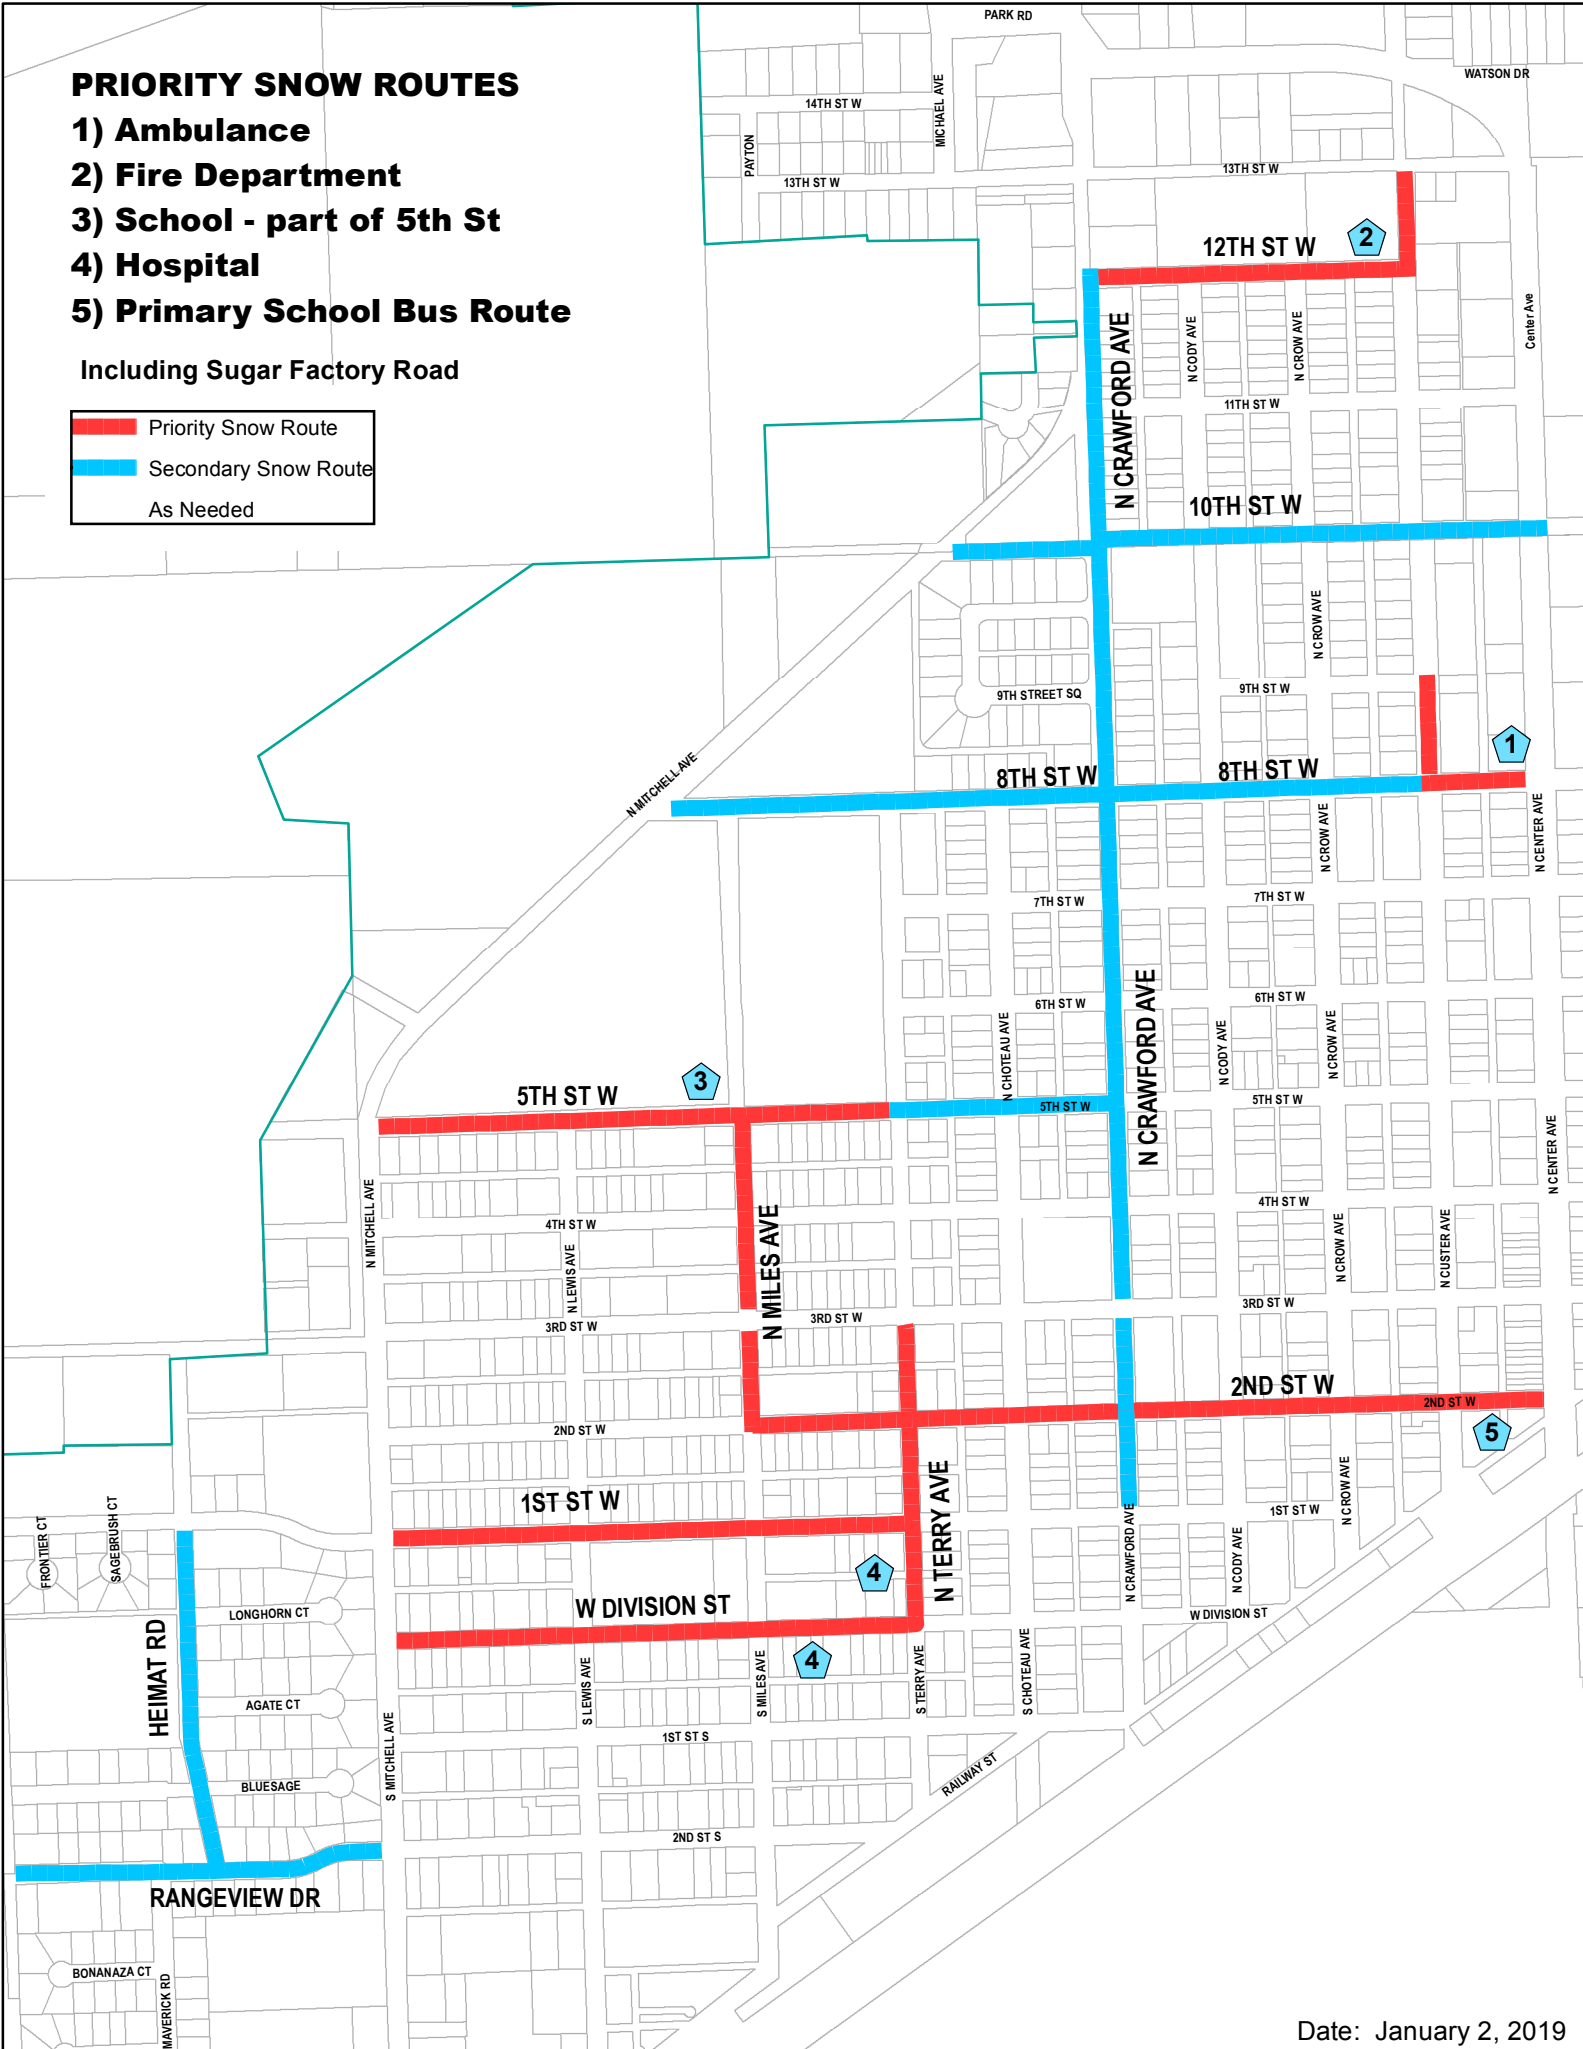 PARK RD
WATSON DR
PRIORITY SNOW ROUTES
1) Ambulance
2) Fire Department
3) School - part of 5th St
4) Hospital
5) Primary School Bus Route
Including Sugar Factory Road
Priority Snow Route
Secondary Snow Route
As Needed
14TH ST W
MICHAEL AVE
PAYTON
13TH ST W
13TH ST W
12TH ST W
2
Center Ave
N CRAWFORD AVE
N CODY AVE
N CROW AVE
11TH ST W
10TH ST W
N CROW AVE
9TH STREET SQ
9TH ST W
1
N MITCHELL AVE
8TH ST W
8TH ST W
N CROW AVE
N CENTER AVE
7TH ST W
7TH ST W
6TH ST W
6TH ST W
N CHOTEAU AVE
N CRAWFORD AVE
N CODY AVE
N CROW AVE
3
5TH ST W
5TH ST W
5TH ST W
N CENTER AVE
N MITCHELL AVE
4TH ST W
4TH ST W
N LEWIS AVE
N MILES AVE
N CROW AVE
N CUSTER AVE
3RD ST W
3RD ST W
3RD ST W
2ND ST W
2ND ST W
2ND ST W
5
1ST ST W
N TERRY AVE
N CROW AVE
1ST ST W
FRONTIER CT
SAGEBRUSH CT
N CRAWFORD AVE
N CODY AVE
4
LONGHORN CT
W DIVISION ST
W DIVISION ST
HEIMAT RD
4
S LEWIS AVE
S MILES AVE
S TERRY AVE
S CHOTEAU AVE
AGATE CT
S MITCHELL AVE
1ST ST S
BLUESAGE
RAILWAY ST
2ND ST S
RANGEVIEW DR
BONANAZA CT
MAVERICK RD
Date: January 2, 2019